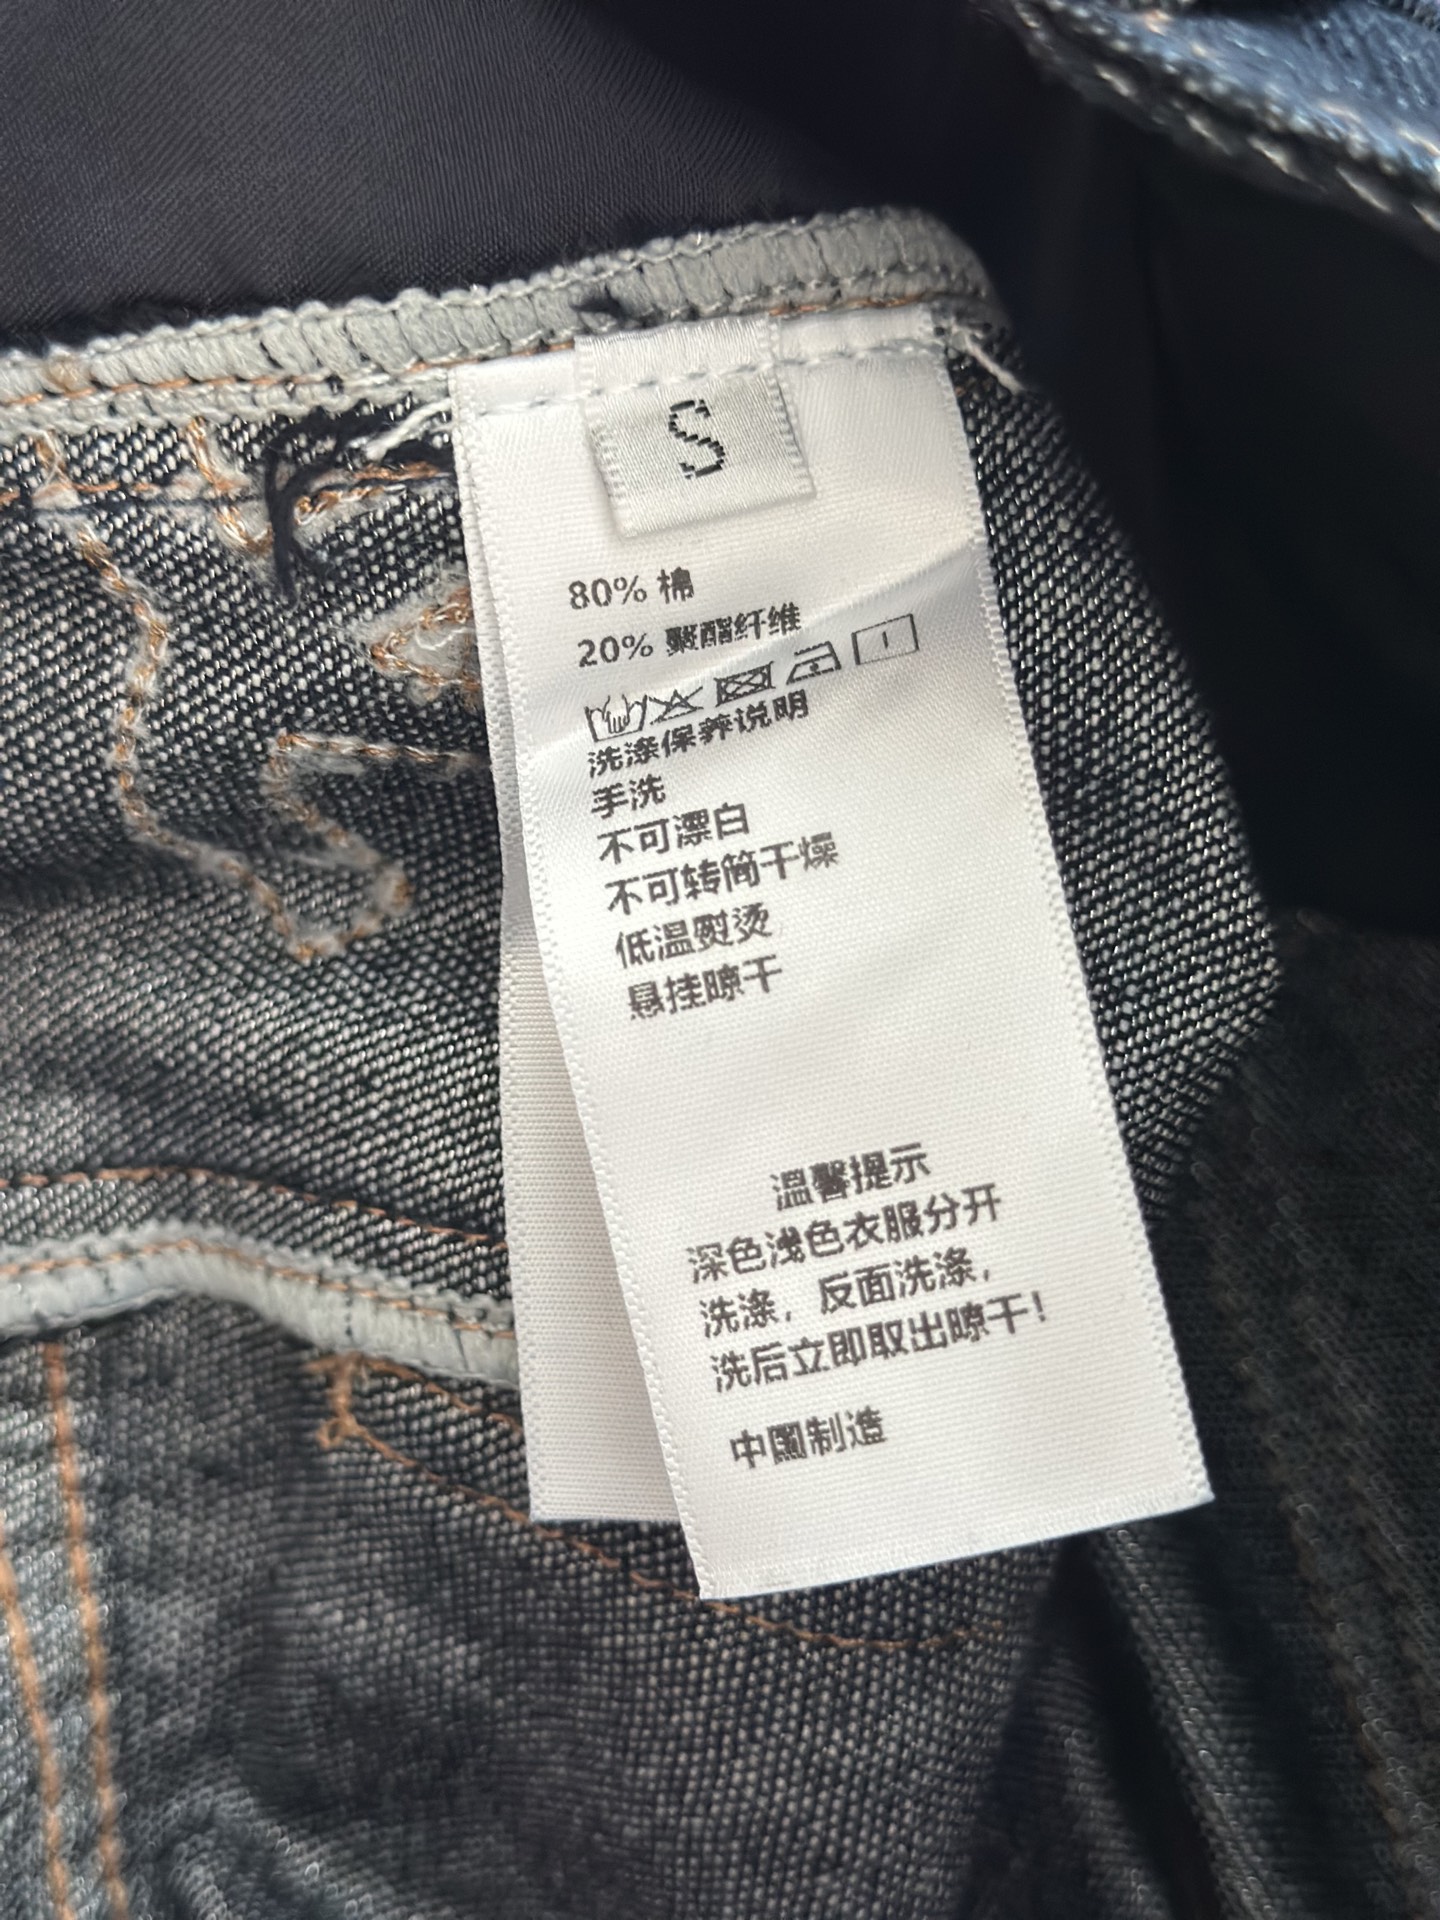 S
80% 棉
20% 聚酯纤维
洗涤保养说明
手洗
不可漂白
不可转筒干燥
低温熨烫
悬挂晾干
温馨提示
深色浅色衣服分开
洗涤，反面洗涤，
洗后立即取出晾干！
中國制造